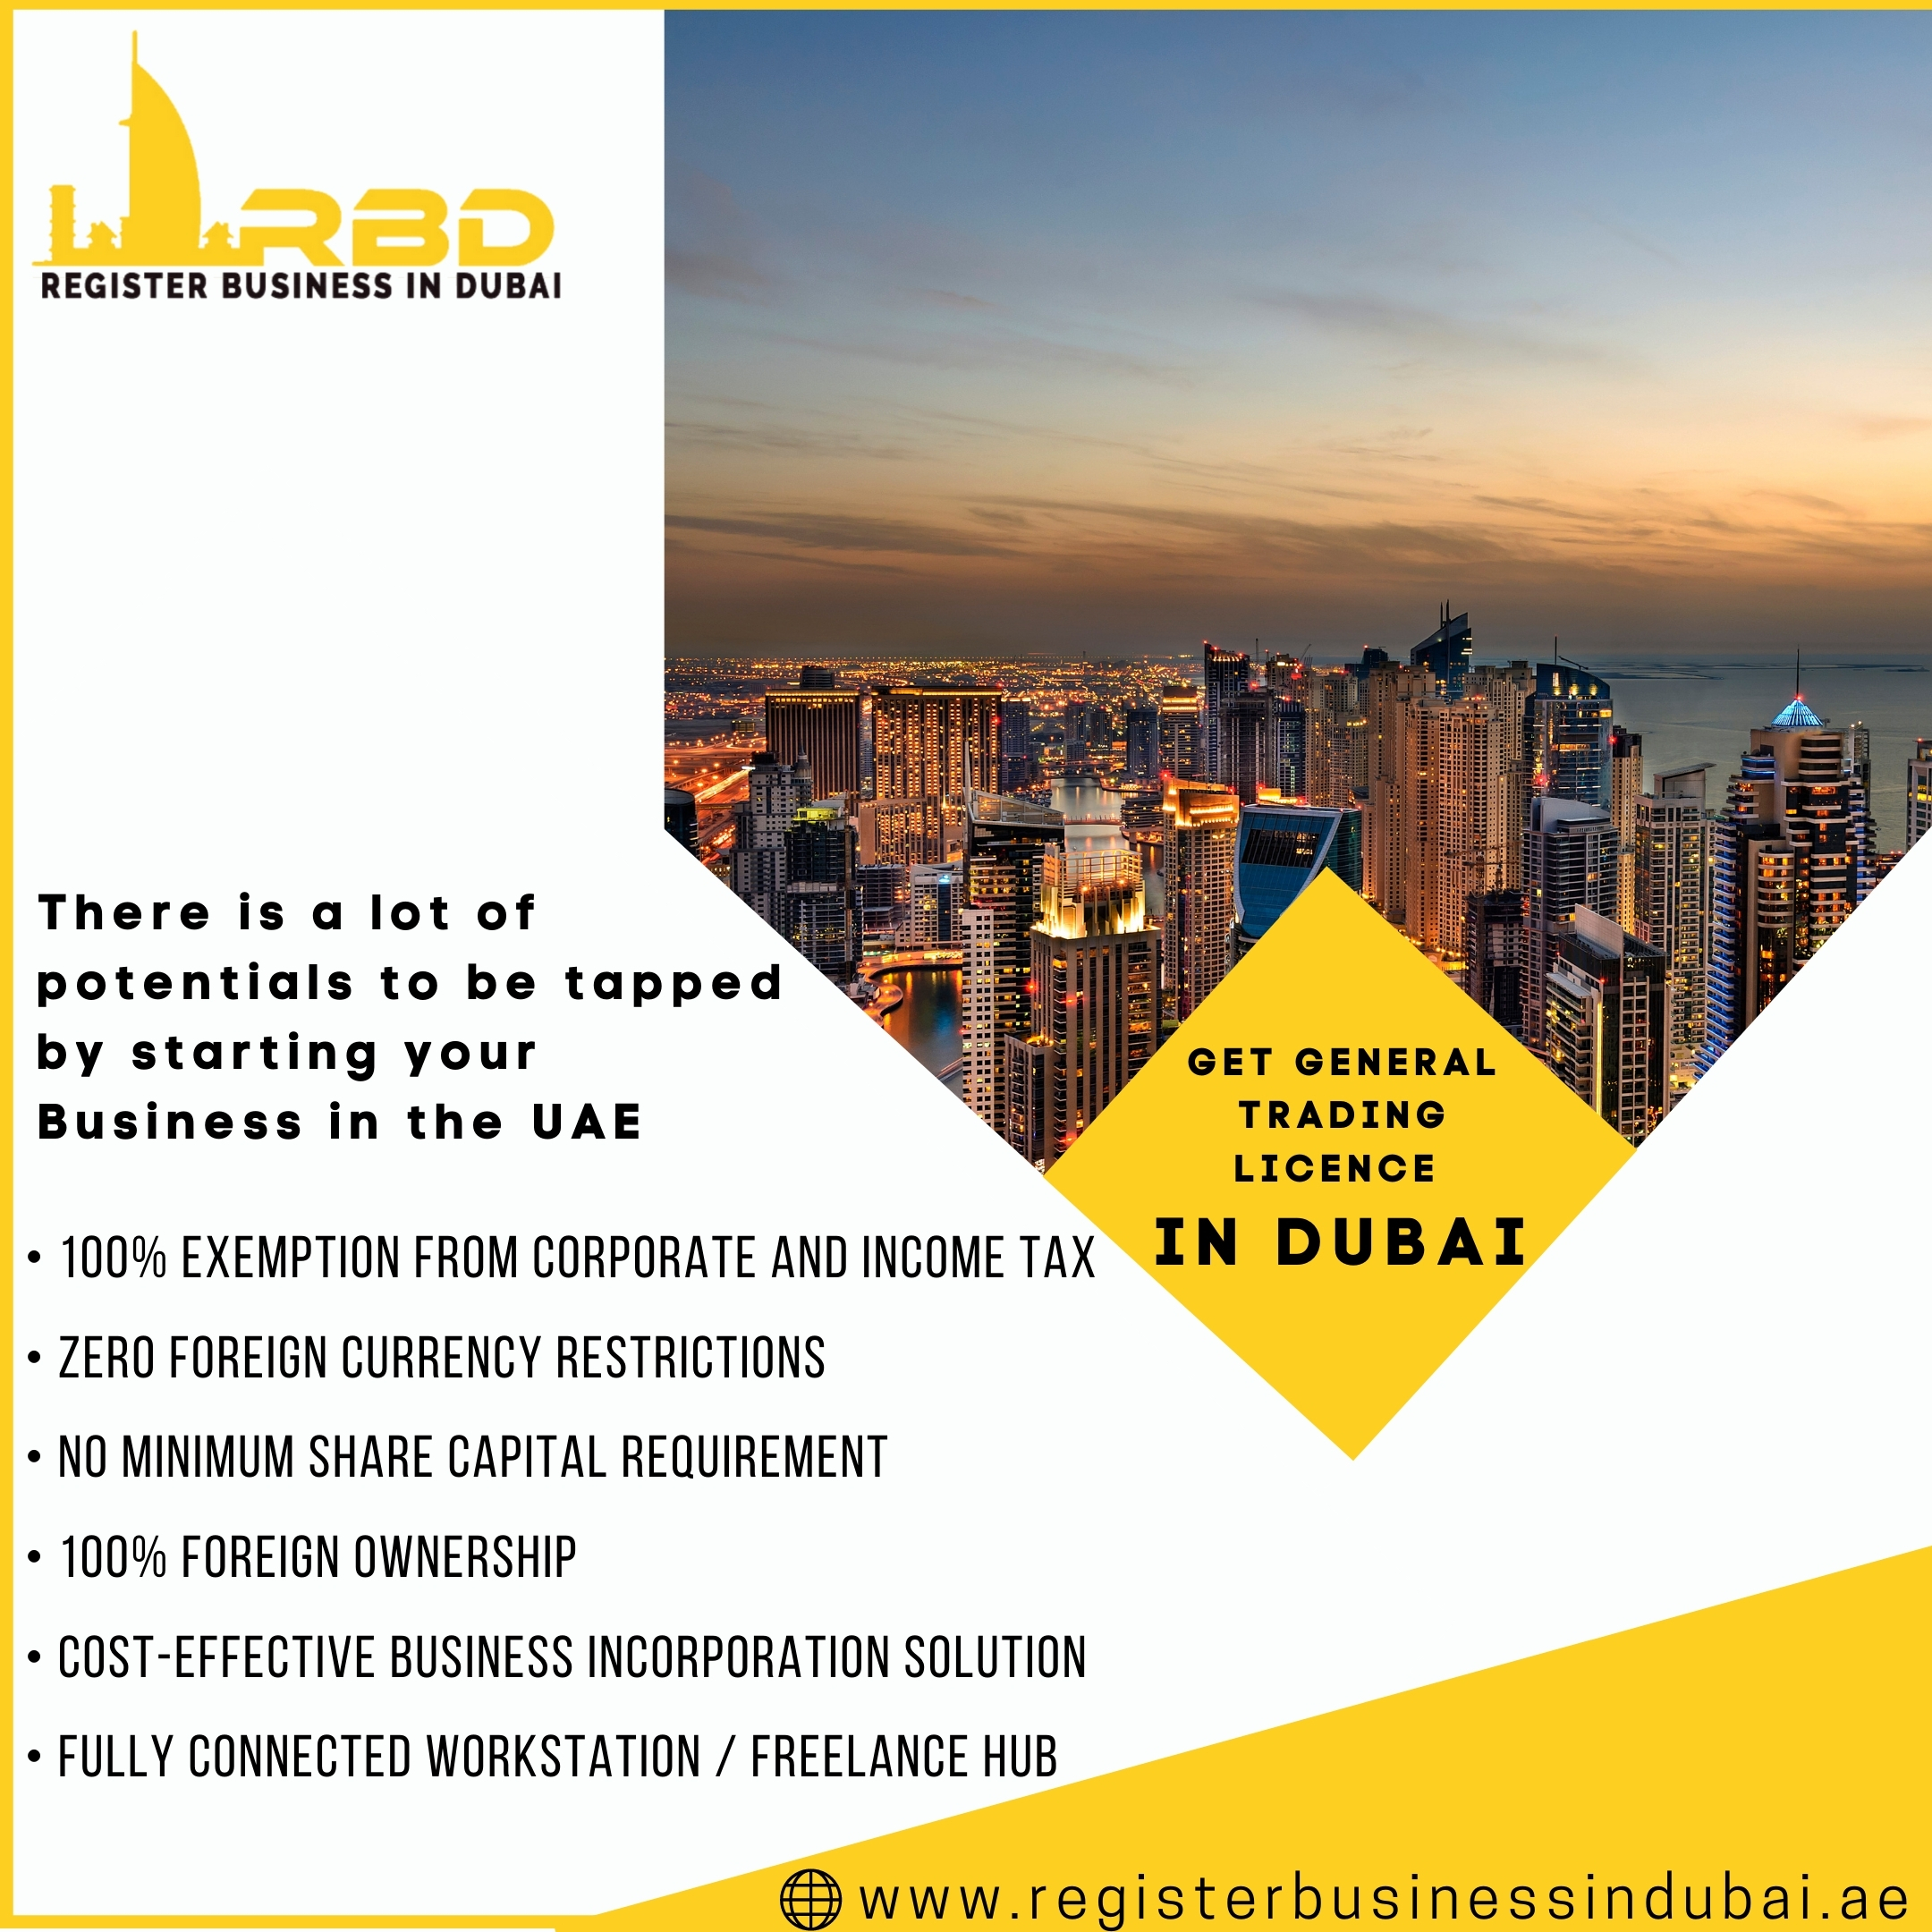 RBD
REGISTER BUSINESS IN DUBAI
There is a lot of
potentials to be tapped
by starting your
Business in the UAE
GET GENERAL
TRADING
LICENCE
IN DUBAI
• 100% EXEMPTION FROM CORPORATE AND INCOME TAX
• ZERO FOREIGN CURRENCY RESTRICTIONS
• NO MINIMUM SHARE CAPITAL REQUIREMENT
• 100% FOREIGN OWNERSHIP
• COST-EFFECTIVE BUSINESS INCORPORATION SOLUTION
• FULLY CONNECTED WORKSTATION / FREELANCE HUB
www.registerbusinessindubai.ae